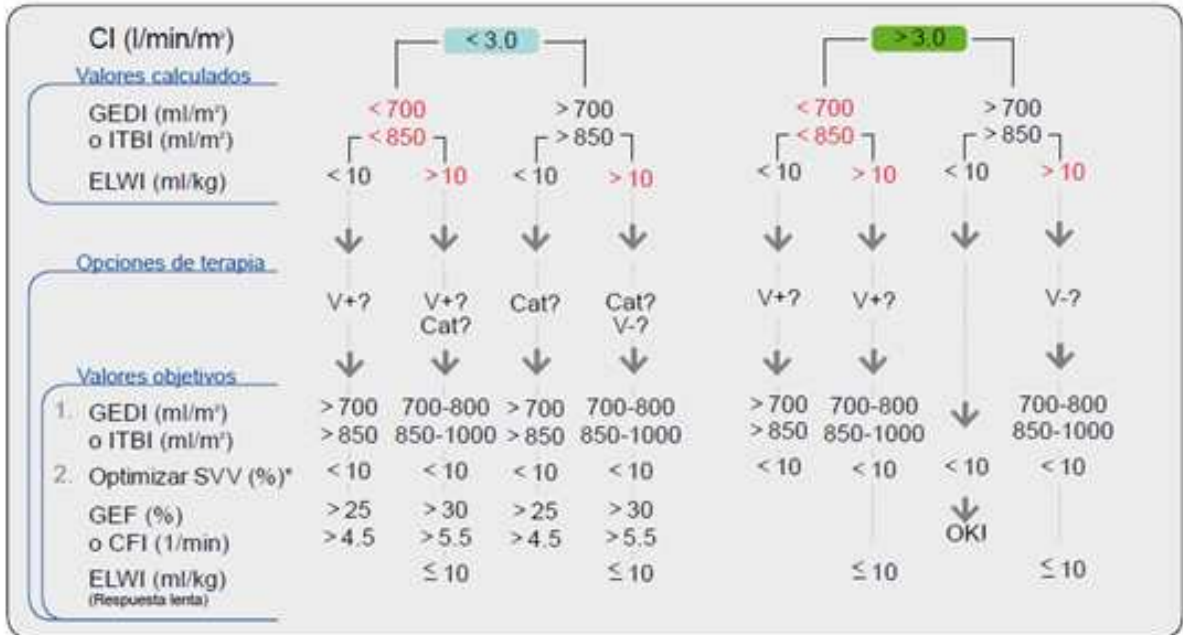 CI (l/min/m²) < 3.0 > 3.0
Valores calculados
GEDI (ml/m²) < 700 > 700 < 700 > 700
o ITBI (ml/m²) < 850 > 850 < 850 > 850
ELWI (ml/kg) < 10 > 10 < 10 > 10 < 10 > 10 < 10 > 10
Opciones de terapia
V+? V+? Cat? Cat? V+? V+? V-?
Cat? V-?
Valores objetivos
1. GEDI (ml/m²) > 700 700-800 > 700 700-800 > 700 700-800 700-800
o ITBI (ml/m²) > 850 850-1000 > 850 850-1000 > 850 850-1000 850-1000
2. Optimizar SVV (%)* < 10 < 10 < 10 < 10 < 10 < 10 < 10 < 10
GEF (%) > 25 > 30 > 25 > 30
o CFI (1/min) > 4.5 > 5.5 > 4.5 > 5.5
OK!
ELWI (ml/kg) ≤ 10 ≤ 10 ≤ 10 ≤ 10
(Respuesta lenta)